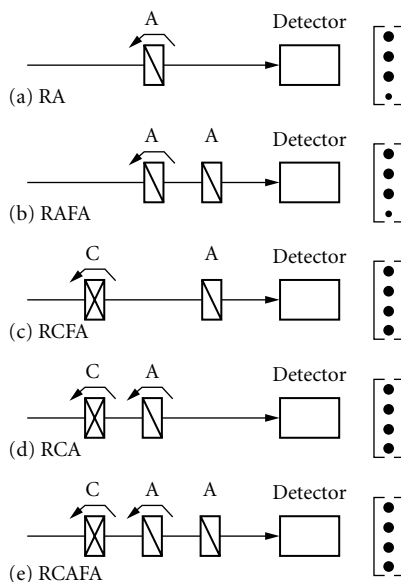 A Detector
(a) RA
A A Detector
(b) RAFA
C A Detector
(c) RCFA
C A Detector
(d) RCA
C A A Detector
(e) RCAFA